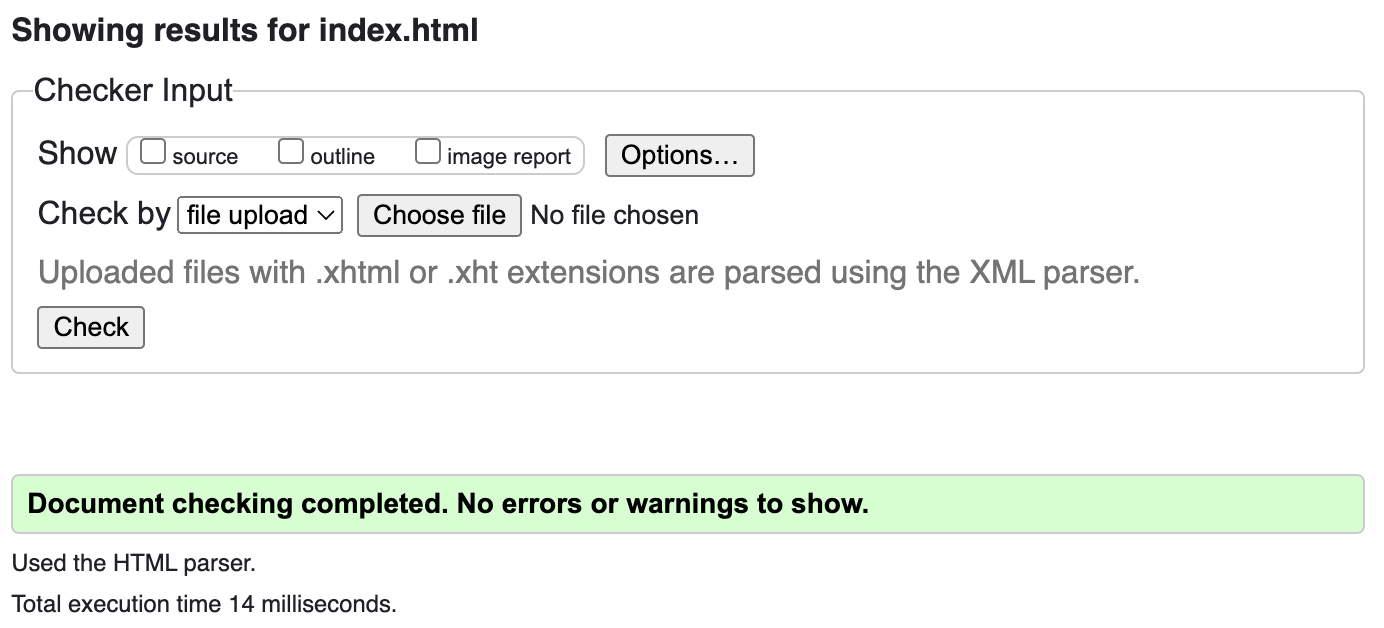 Showing results for index.html
Checker Input
Show source outline image report Options…
Check by file upload Choose file No file chosen
Uploaded files with .xhtml or .xht extensions are parsed using the XML parser.
Check
Document checking completed. No errors or warnings to show.
Used the HTML parser.
Total execution time 14 milliseconds.